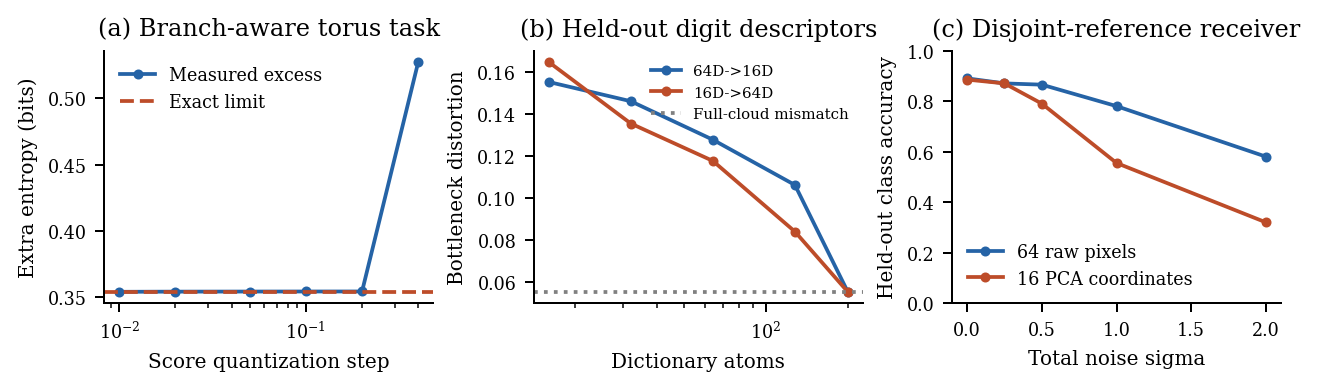 (a) Branch-aware torus task
Extra entropy (bits)
0.50
0.45
0.40
0.35
Measured excess
Exact limit
10⁻²
10⁻¹
Score quantization step
(b) Held-out digit descriptors
Bottleneck distortion
0.16
0.14
0.12
0.10
0.08
0.06
64D->16D
16D->64D
Full-cloud mismatch
10²
Dictionary atoms
(c) Disjoint-reference receiver
Held-out class accuracy
1.0
0.8
0.6
0.4
0.2
0.0
64 raw pixels
16 PCA coordinates
0.0 0.5 1.0 1.5 2.0
Total noise sigma